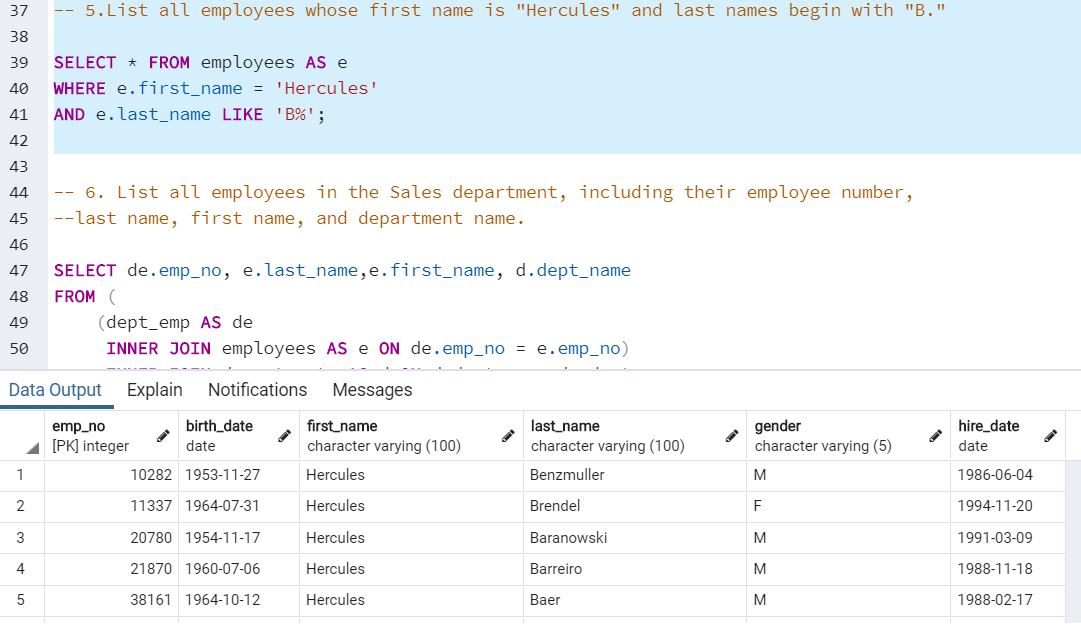 37 -- 5.List all employees whose first name is "Hercules" and last names begin with "B."
38
39 SELECT * FROM employees AS e
40 WHERE e.first_name = 'Hercules'
41 AND e.last_name LIKE 'B%';
42
43
44 -- 6. List all employees in the Sales department, including their employee number,
45 --last name, first name, and department name.
46
47 SELECT de.emp_no, e.last_name,e.first_name, d.dept_name
48 FROM (
49 (dept_emp AS de
50 INNER JOIN employees AS e ON de.emp_no = e.emp_no)
Data Output Explain Notifications Messages
emp_no birth_date first_name last_name gender hire_date
[PK] integer date character varying (100) character varying (100) character varying (5) date
1 10282 1953-11-27 Hercules Benzmuller M 1986-06-04
2 11337 1964-07-31 Hercules Brendel F 1994-11-20
3 20780 1954-11-17 Hercules Baranowski M 1991-03-09
4 21870 1960-07-06 Hercules Barreiro M 1988-11-18
5 38161 1964-10-12 Hercules Baer M 1988-02-17